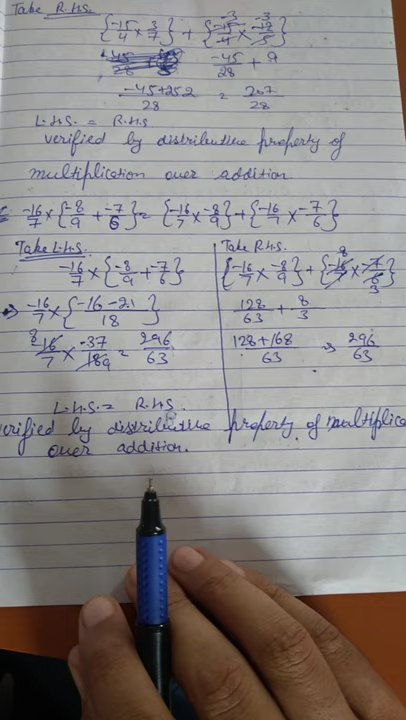 Take R.H.S.
{-15/4 × 3/7} + {-15/4 × -12/5}
-45/28 + 9
-45+252/28 = 207/28
L.H.S. = R.H.S
verified by distributive property of
multiplication over addition
-16/7 × {-8/9 + -7/6} = {-16/7 × -8/9} + {-16/7 × -7/6}
Take L.H.S.
-16/7 × {-8/9 + -7/6}
→ -16/7 × {-16-21/18}
-16/7 × -37/18 = 296/63
Take R.H.S.
{-16/7 × -8/9} + {-16/7 × -7/6}
128/63 + 8/3
128+168/63 ⇒ 296/63
L.H.S. = R.H.S.
verified by distributive property of multiplica
over addition.